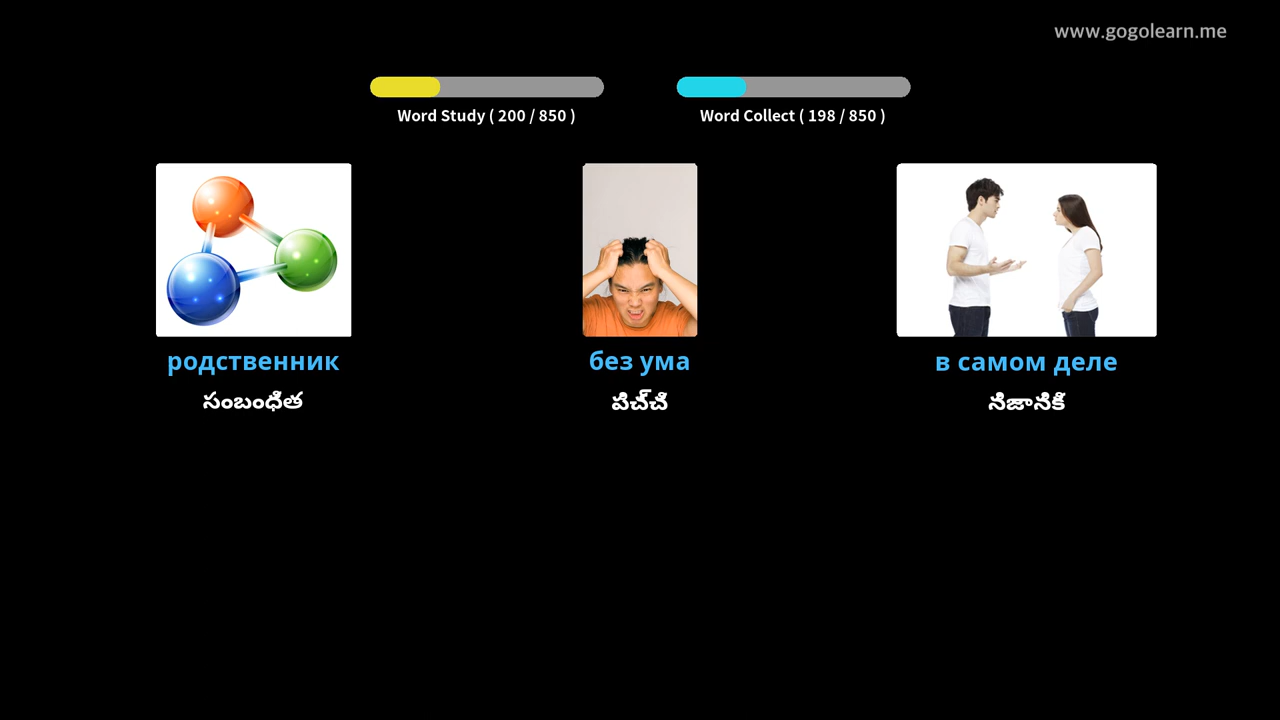 www.gogolearn.me
Word Study ( 200 / 850 )
Word Collect ( 198 / 850 )
родственник
без ума
в самом деле
సంబంధిత
పిచ్చి
నిజానికి